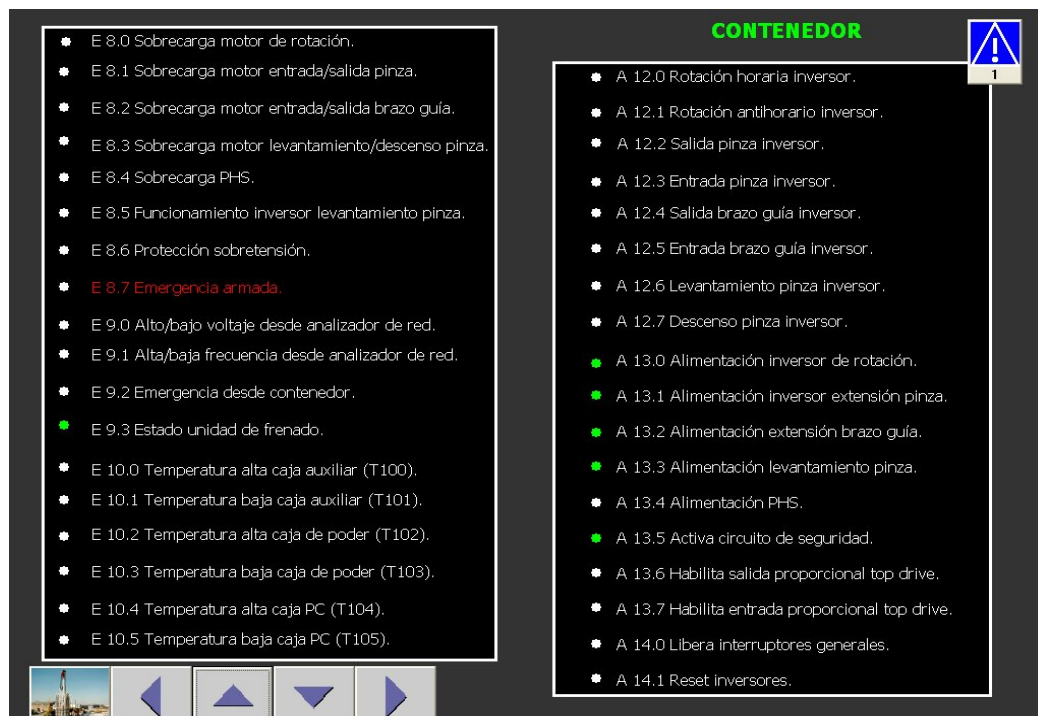 E 8.0 Sobrecarga motor de rotación.
E 8.1 Sobrecarga motor entrada/salida pinza.
E 8.2 Sobrecarga motor entrada/salida brazo guía.
E 8.3 Sobrecarga motor levantamiento/descenso pinza.
E 8.4 Sobrecarga PHS.
E 8.5 Funcionamiento inversor levantamiento pinza.
E 8.6 Protección sobretensión.
E 8.7 Emergencia armada.
E 9.0 Alto/bajo voltaje desde analizador de red.
E 9.1 Alta/baja frecuencia desde analizador de red.
E 9.2 Emergencia desde contenedor.
E 9.3 Estado unidad de frenado.
E 10.0 Temperatura alta caja auxiliar (T100).
E 10.1 Temperatura baja caja auxiliar (T101).
E 10.2 Temperatura alta caja de poder (T102).
E 10.3 Temperatura baja caja de poder (T103).
E 10.4 Temperatura alta caja PC (T104).
E 10.5 Temperatura baja caja PC (T105).
CONTENEDOR
1
A 12.0 Rotación horaria inversor.
A 12.1 Rotación antihorario inversor.
A 12.2 Salida pinza inversor.
A 12.3 Entrada pinza inversor.
A 12.4 Salida brazo guía inversor.
A 12.5 Entrada brazo guía inversor.
A 12.6 Levantamiento pinza inversor.
A 12.7 Descenso pinza inversor.
A 13.0 Alimentación inversor de rotación.
A 13.1 Alimentación inversor extensión pinza.
A 13.2 Alimentación extensión brazo guía.
A 13.3 Alimentación levantamiento pinza.
A 13.4 Alimentación PHS.
A 13.5 Activa circuito de seguridad.
A 13.6 Habilita salida proporcional top drive.
A 13.7 Habilita entrada proporcional top drive.
A 14.0 Libera interruptores generales.
A 14.1 Reset inversores.